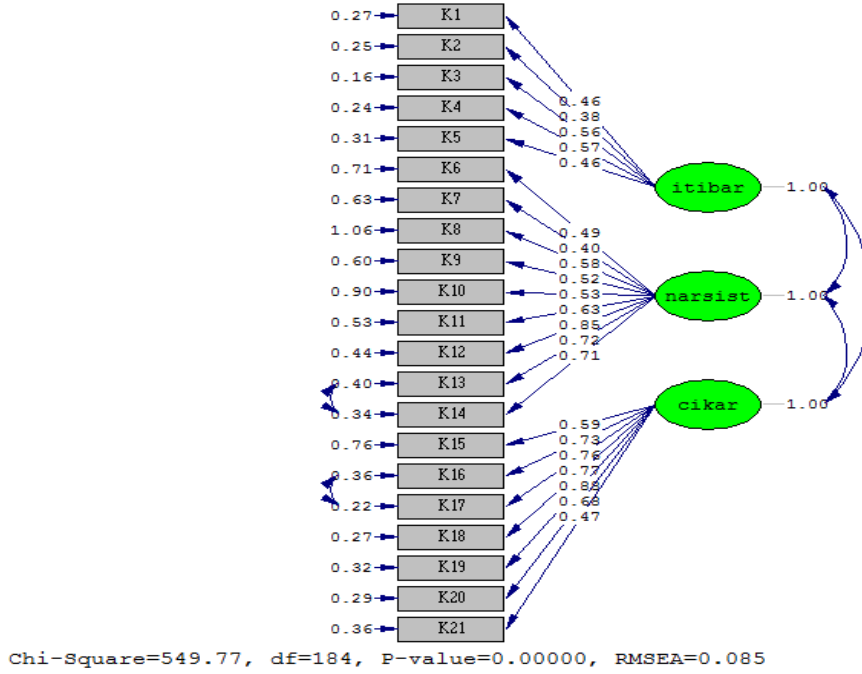 0.27 K1
0.25 K2
0.16 K3
0.24 K4
0.31 K5
0.71 K6
0.63 K7
1.06 K8
0.60 K9
0.90 K10
0.53 K11
0.44 K12
0.40 K13
0.34 K14
0.76 K15
0.36 K16
0.22 K17
0.27 K18
0.32 K19
0.29 K20
0.36 K21
0.46
0.38
0.56
0.57
0.46
0.49
0.40
0.58
0.52
0.53
0.63
0.85
0.72
0.71
0.59
0.73
0.76
0.77
0.88
0.68
0.47
itibar 1.00
narsist 1.00
cikar 1.00
Chi-Square=549.77, df=184, P-value=0.00000, RMSEA=0.085